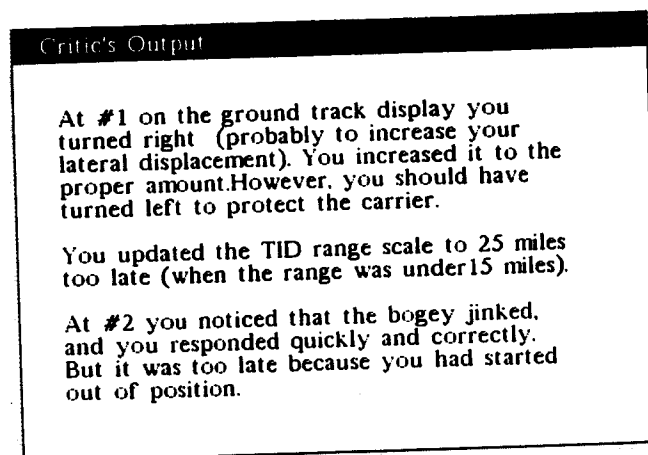 Critic's Output
At #1 on the ground track display you
turned right (probably to increase your
lateral displacement). You increased it to the
proper amount.However, you should have
turned left to protect the carrier.
You updated the TID range scale to 25 miles
too late (when the range was under15 miles).
At #2 you noticed that the bogey jinked,
and you responded quickly and correctly.
But it was too late because you had started
out of position.